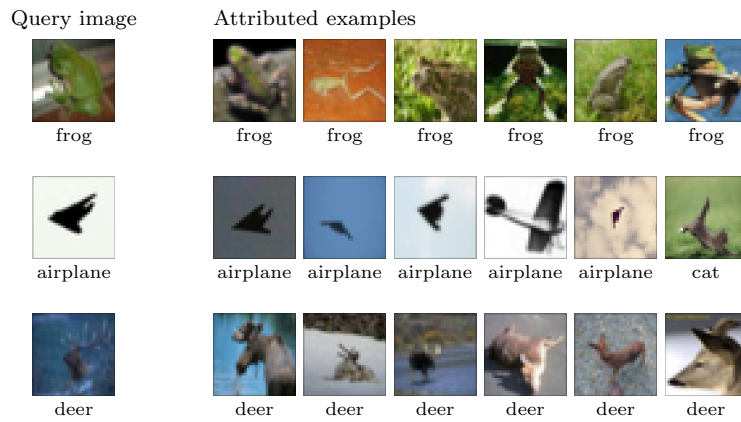 Query image Attributed examples
frog frog frog frog frog frog frog
airplane airplane airplane airplane airplane airplane cat
deer deer deer deer deer deer deer